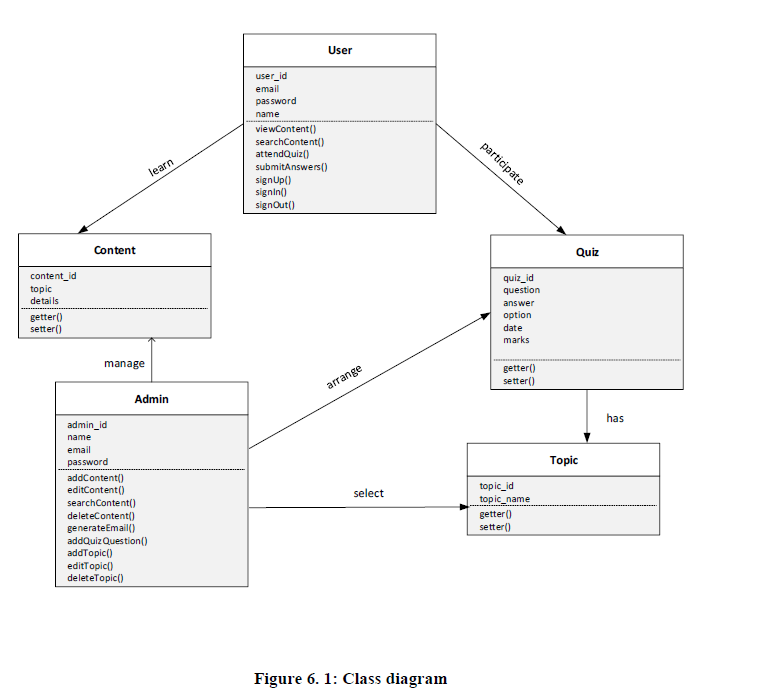 User
user_id
email
password
name
viewContent()
searchContent()
attendQuiz()
submitAnswers()
signUp()
signIn()
signOut()
learn
participate
Content
content_id
topic
details
getter()
setter()
Quiz
quiz_id
question
answer
option
date
marks
getter()
setter()
manage
arrange
Admin
admin_id
name
email
password
addContent()
editContent()
searchContent()
deleteContent()
generateEmail()
addQuizQuestion()
addTopic()
editTopic()
deleteTopic()
has
select
Topic
topic_id
topic_name
getter()
setter()
Figure 6. 1: Class diagram